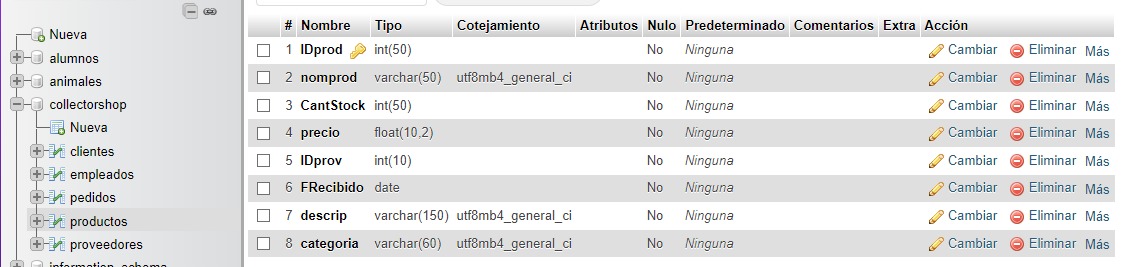 Nueva
alumnos
animales
collectorshop
Nueva
clientes
empleados
pedidos
productos
proveedores
information_schema
# Nombre Tipo Cotejamiento Atributos Nulo Predeterminado Comentarios Extra Acción
1 IDprod int(50) No Ninguna Cambiar Eliminar Más
2 nomprod varchar(50) utf8mb4_general_ci No Ninguna Cambiar Eliminar Más
3 CantStock int(50) No Ninguna Cambiar Eliminar Más
4 precio float(10,2) No Ninguna Cambiar Eliminar Más
5 IDprov int(10) No Ninguna Cambiar Eliminar Más
6 FRecibido date No Ninguna Cambiar Eliminar Más
7 descrip varchar(150) utf8mb4_general_ci No Ninguna Cambiar Eliminar Más
8 categoria varchar(60) utf8mb4_general_ci No Ninguna Cambiar Eliminar Más